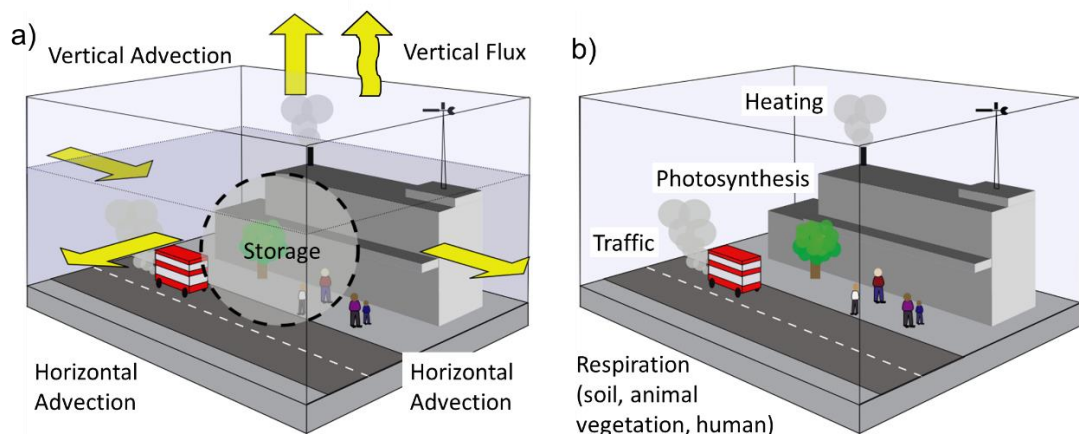 a)
Vertical Advection
Vertical Flux
Storage
Horizontal
Advection
Horizontal
Advection
b)
Heating
Photosynthesis
Traffic
Respiration
(soil, animal
vegetation, human)